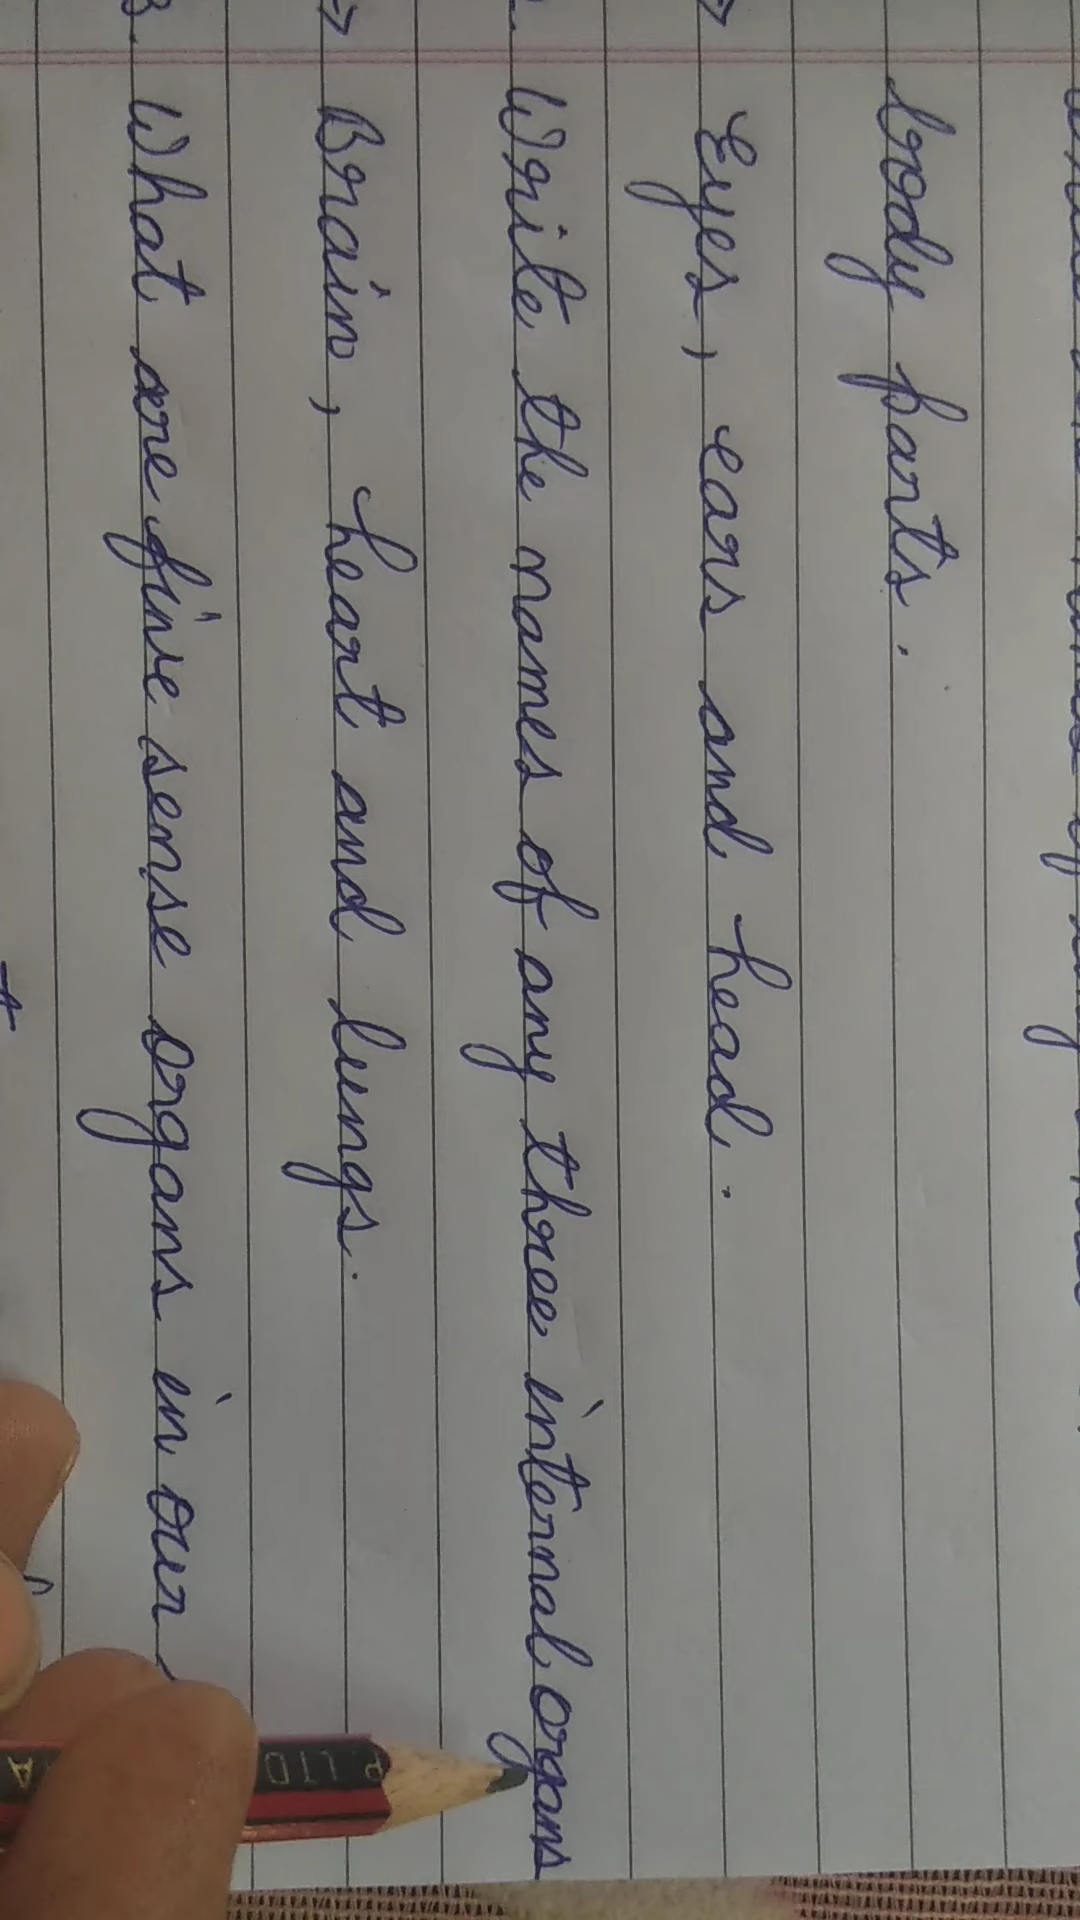 body parts.
→ Eyes, ears and head.
. Write the names of any three internal organs
→ Brain, heart and lungs.
3. What are five sense organs in our
P. LTD